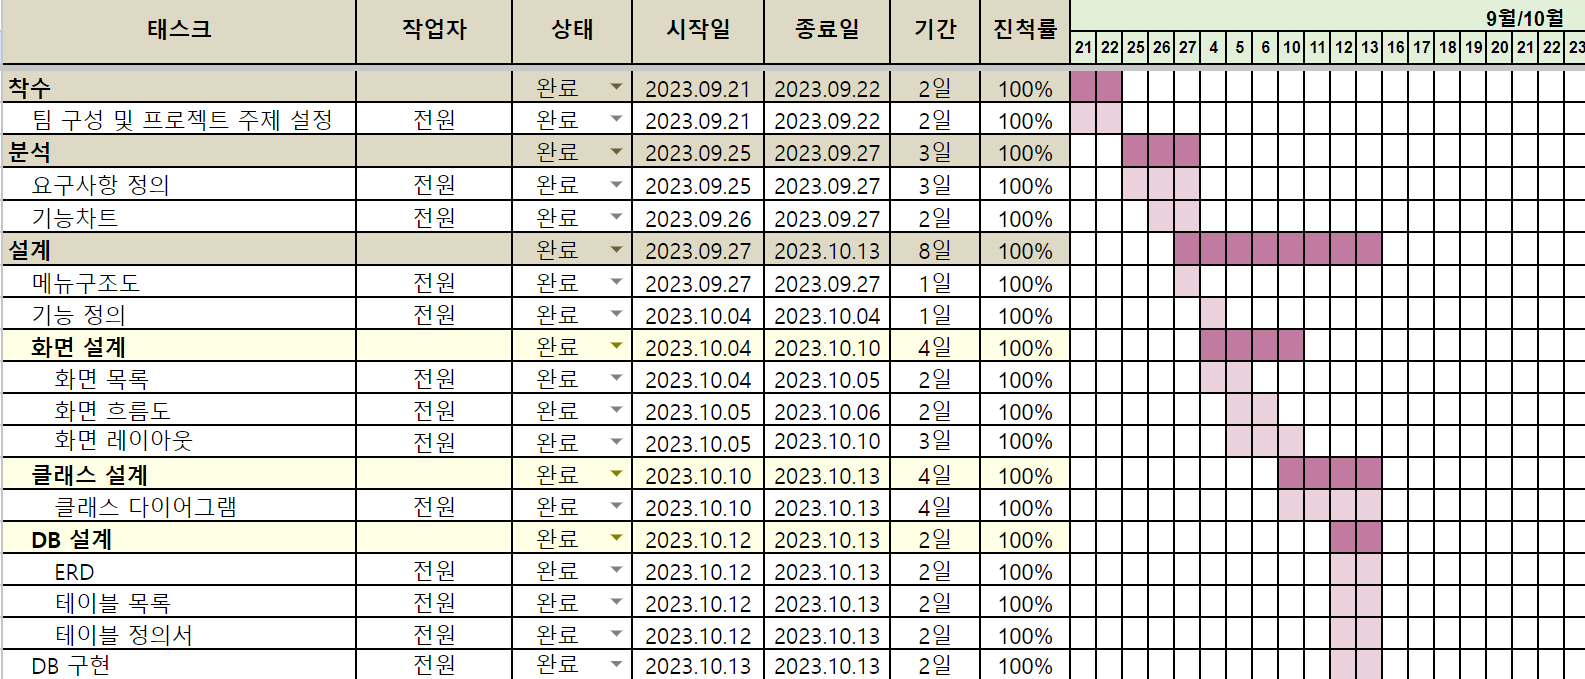 태스크 작업자 상태 시작일 종료일 기간 진척률 9월/10월
21 22 25 26 27 4 5 6 10 11 12 13 16 17 18 19 20 21 22 23
착수 완료 2023.09.21 2023.09.22 2일 100%
팀 구성 및 프로젝트 주제 설정 전원 완료 2023.09.21 2023.09.22 2일 100%
분석 완료 2023.09.25 2023.09.27 3일 100%
요구사항 정의 전원 완료 2023.09.25 2023.09.27 3일 100%
기능차트 전원 완료 2023.09.26 2023.09.27 2일 100%
설계 완료 2023.09.27 2023.10.13 8일 100%
메뉴구조도 전원 완료 2023.09.27 2023.09.27 1일 100%
기능 정의 전원 완료 2023.10.04 2023.10.04 1일 100%
화면 설계 완료 2023.10.04 2023.10.10 4일 100%
화면 목록 전원 완료 2023.10.04 2023.10.05 2일 100%
화면 흐름도 전원 완료 2023.10.05 2023.10.06 2일 100%
화면 레이아웃 전원 완료 2023.10.05 2023.10.10 3일 100%
클래스 설계 완료 2023.10.10 2023.10.13 4일 100%
클래스 다이어그램 전원 완료 2023.10.10 2023.10.13 4일 100%
DB 설계 완료 2023.10.12 2023.10.13 2일 100%
ERD 전원 완료 2023.10.12 2023.10.13 2일 100%
테이블 목록 전원 완료 2023.10.12 2023.10.13 2일 100%
테이블 정의서 전원 완료 2023.10.12 2023.10.13 2일 100%
DB 구현 전원 완료 2023.10.13 2023.10.13 2일 100%